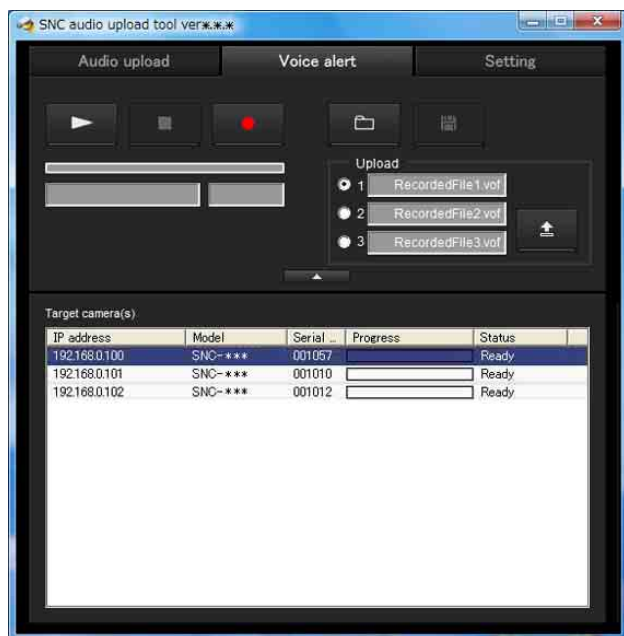 SNC audio upload tool ver*.*.*
Audio upload Voice alert Setting
Upload
1 RecordedFile1.vof
2 RecordedFile2.vof
3 RecordedFile3.vof
Target camera(s)
IP address Model Serial ... Progress Status
192.168.0.100 SNC-*** 001057 Ready
192.168.0.101 SNC-*** 001010 Ready
192.168.0.102 SNC-*** 001012 Ready